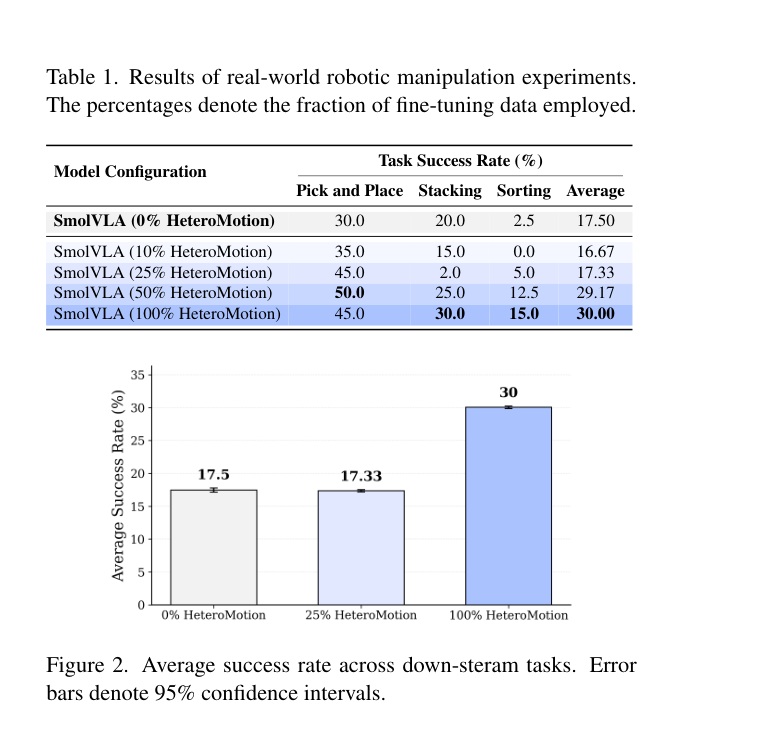 Table 1. Results of real-world robotic manipulation experiments.
The percentages denote the fraction of fine-tuning data employed.
Model Configuration
Task Success Rate (%)
Pick and Place Stacking Sorting Average
SmolVLA (0% HeteroMotion) 30.0 20.0 2.5 17.50
SmolVLA (10% HeteroMotion) 35.0 15.0 0.0 16.67
SmolVLA (25% HeteroMotion) 45.0 2.0 5.0 17.33
SmolVLA (50% HeteroMotion) 50.0 25.0 12.5 29.17
SmolVLA (100% HeteroMotion) 45.0 30.0 15.0 30.00
Average Success Rate (%)
35
30
25
20
15
10
5
0
17.5
17.33
30
0% HeteroMotion 25% HeteroMotion 100% HeteroMotion
Figure 2. Average success rate across down-steram tasks. Error
bars denote 95% confidence intervals.